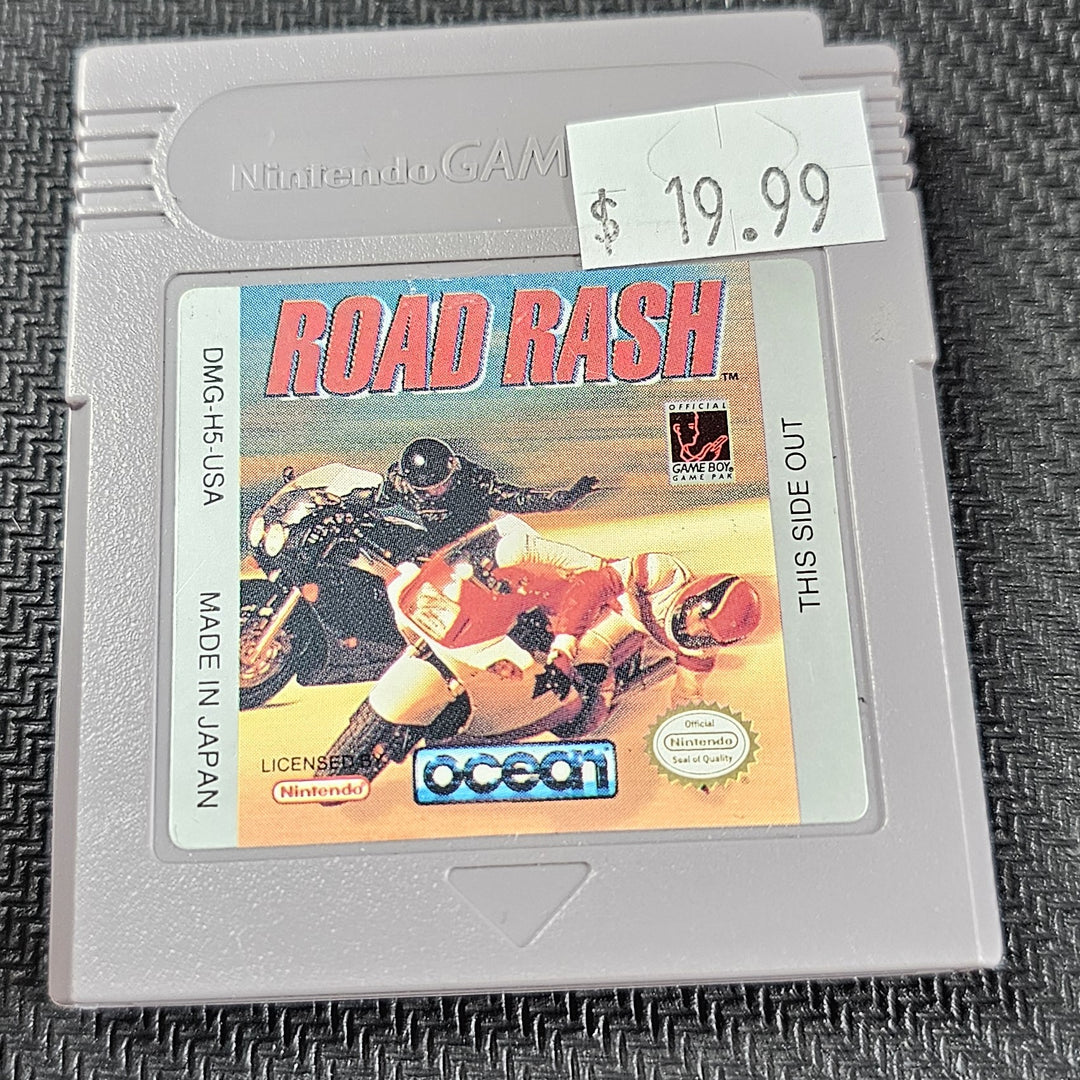 Nintendo GAM
$ 19.99
ROAD RASH
TM
DMG-H5-USA
MADE IN JAPAN
OFFICIAL
GAME BOY®
GAME PAK
THIS SIDE OUT
LICENSED BY
Nintendo®
ocean
Official
Nintendo
Seal of Quality